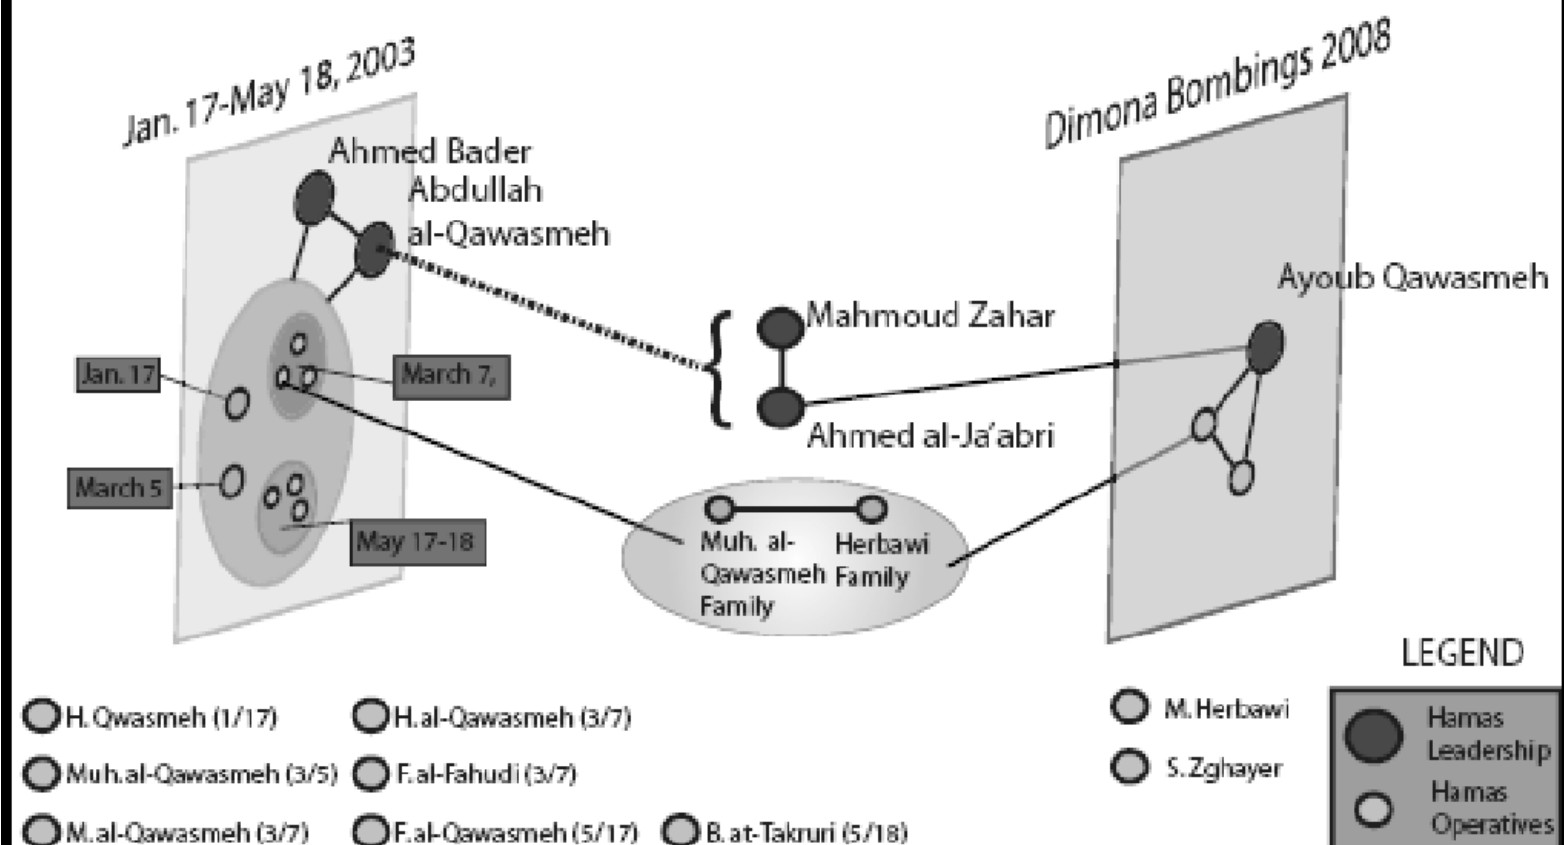 Jan. 17-May 18, 2003
Dimona Bombings 2008
Ahmed Bader
Abdullah
al-Qawasmeh
Ayoub Qawasmeh
Mahmoud Zahar
Ahmed al-Ja'abri
Jan. 17
March 7,
March 5
May 17-18
Muh. al-
Qawasmeh
Family
Herbawi
Family
LEGEND
Hamas
Leadership
Hamas
Operatives
H. Qwasmeh (1/17)
H. al-Qawasmeh (3/7)
Muh. al-Qawasmeh (3/5)
F. al-Fahudi (3/7)
M. al-Qawasmeh (3/7)
F. al-Qawasmeh (5/17)
B. at-Takruri (5/18)
M. Herbawi
S. Zghayer